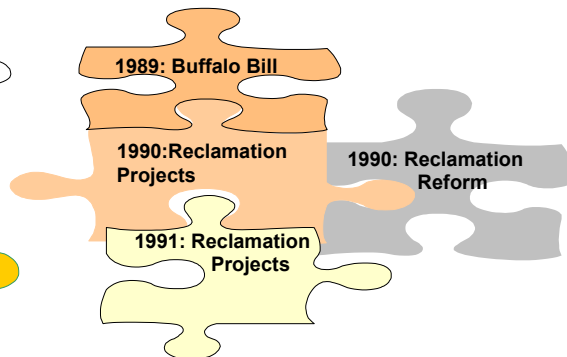 1989: Buffalo Bill
1990:Reclamation
Projects
1990: Reclamation
Reform
1991: Reclamation
Projects